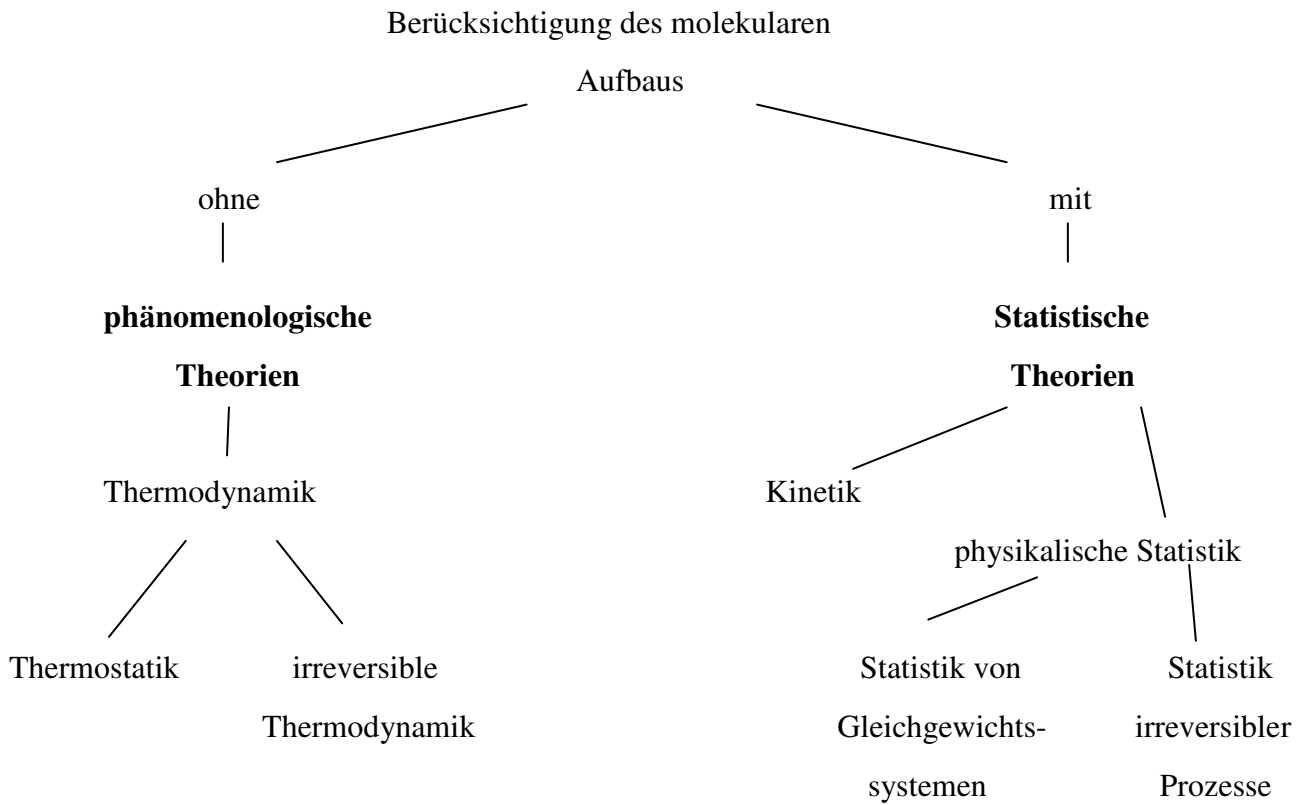 Berücksichtigung des molekularen
Aufbaus
ohne
mit
phänomenologische
Theorien
Statistische
Theorien
Thermodynamik
Kinetik
physikalische Statistik
Thermostatik
irreversible
Thermodynamik
Statistik von
Gleichgewichts-
systemen
Statistik
irreversibler
Prozesse